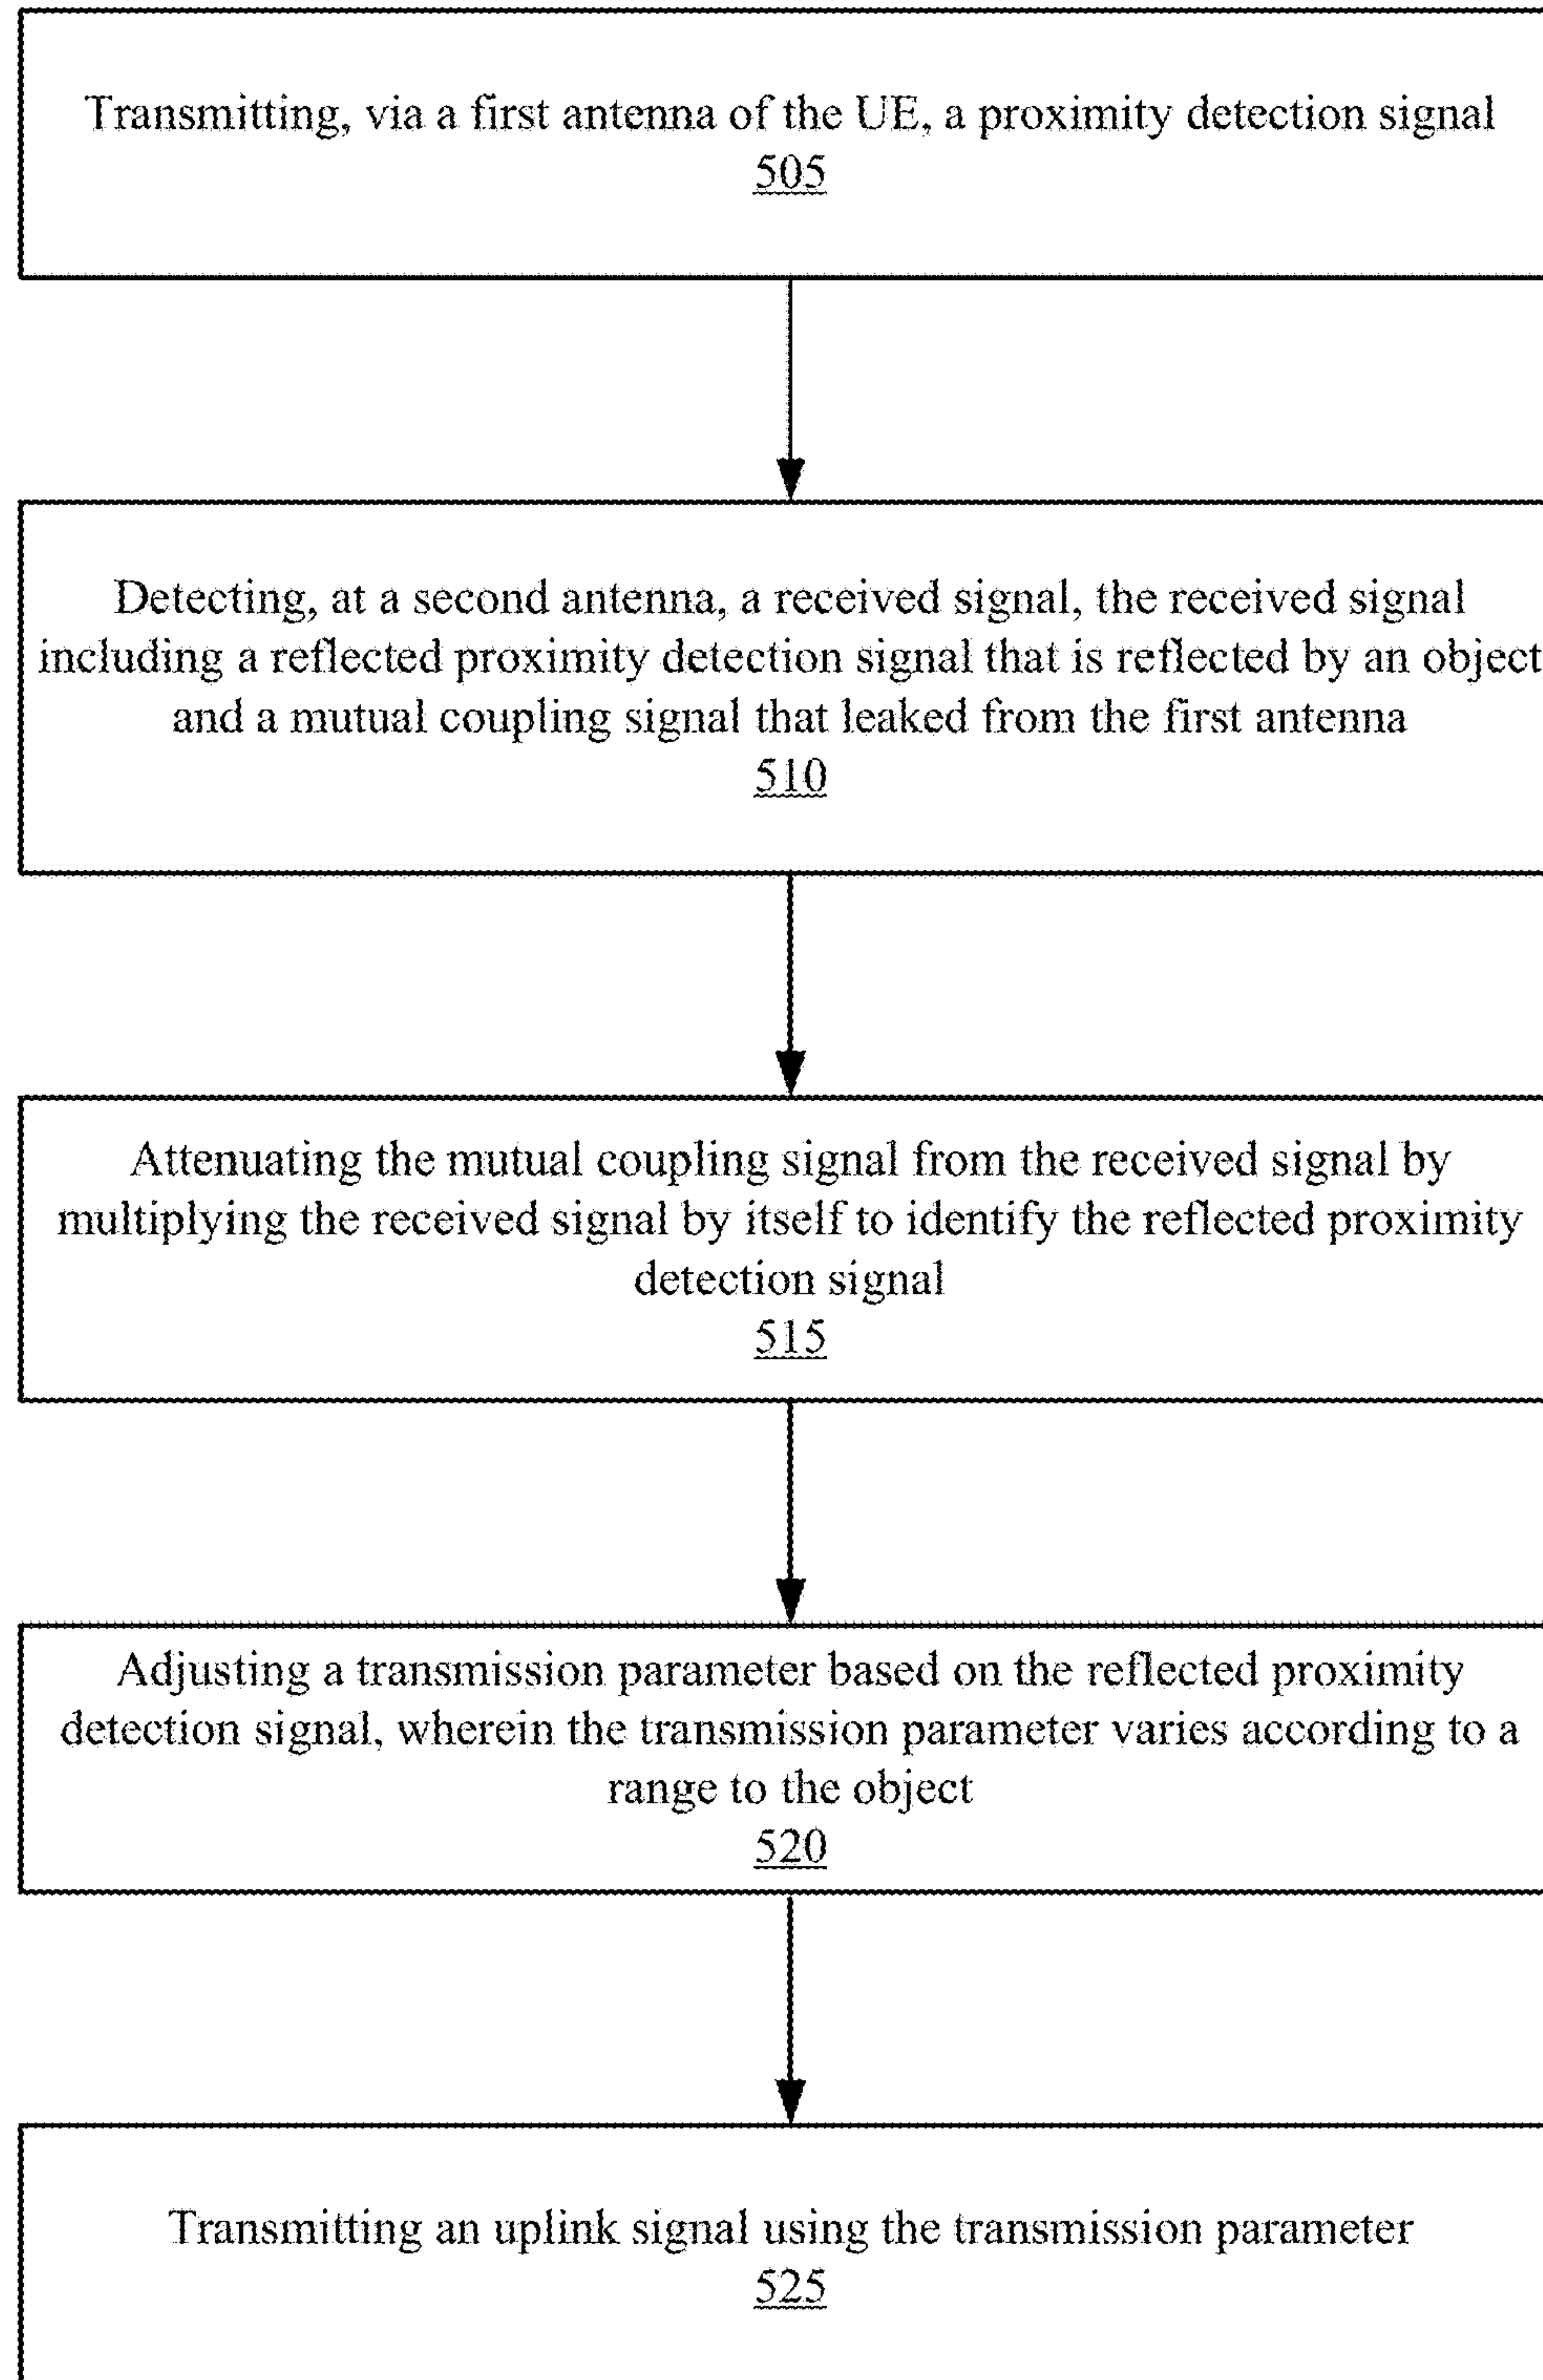 Transmitting, via a first antenna of the UE, a proximity detection signal
505
Detecting, at a second antenna, a received signal, the received signal
including a reflected proximity detection signal that is reflected by an object
and a mutual coupling signal that leaked from the first antenna
510
Attenuating the mutual coupling signal from the received signal by
multiplying the received signal by itself to identify the reflected proximity
detection signal
515
Adjusting a transmission parameter based on the reflected proximity
detection signal, wherein the transmission parameter varies according to a
range to the object
520
Transmitting an uplink signal using the transmission parameter
525